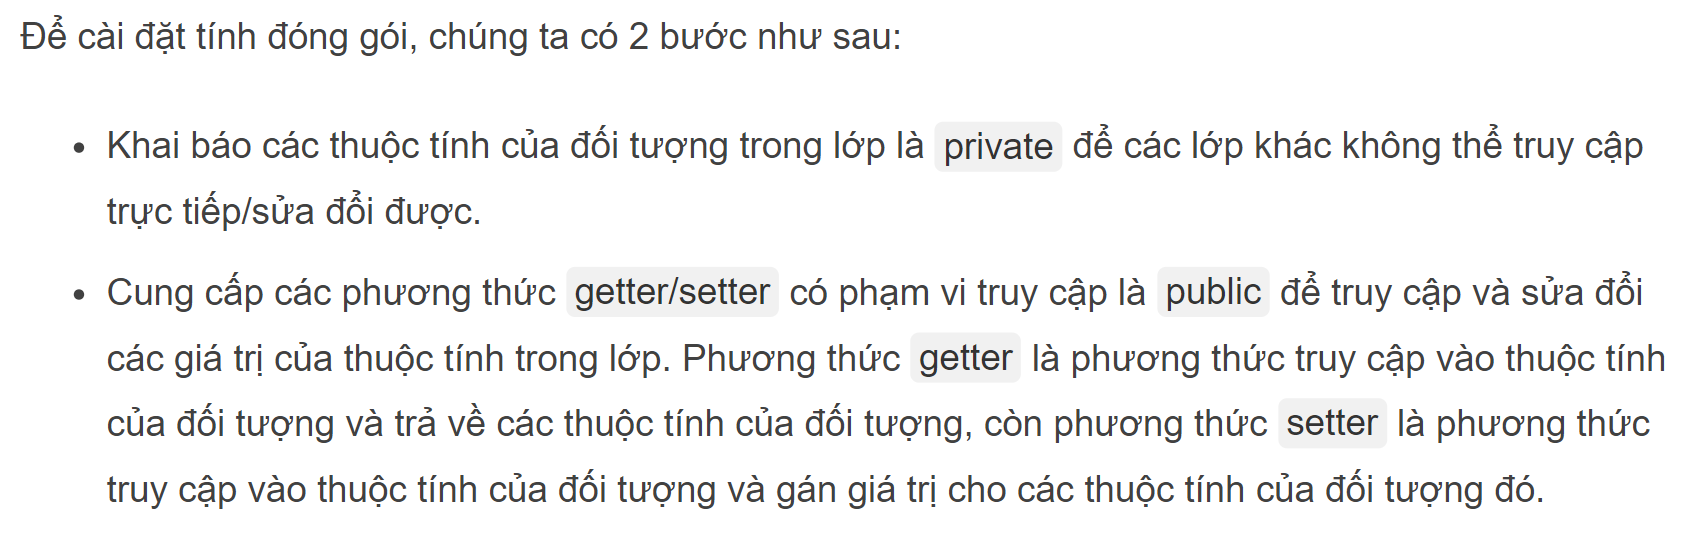 Để cài đặt tính đóng gói, chúng ta có 2 bước như sau:
• Khai báo các thuộc tính của đối tượng trong lớp là private để các lớp khác không thể truy cập
trực tiếp/sửa đổi được.
• Cung cấp các phương thức getter/setter có phạm vi truy cập là public để truy cập và sửa đổi
các giá trị của thuộc tính trong lớp. Phương thức getter là phương thức truy cập vào thuộc tính
của đối tượng và trả về các thuộc tính của đối tượng, còn phương thức setter là phương thức
truy cập vào thuộc tính của đối tượng và gán giá trị cho các thuộc tính của đối tượng đó.